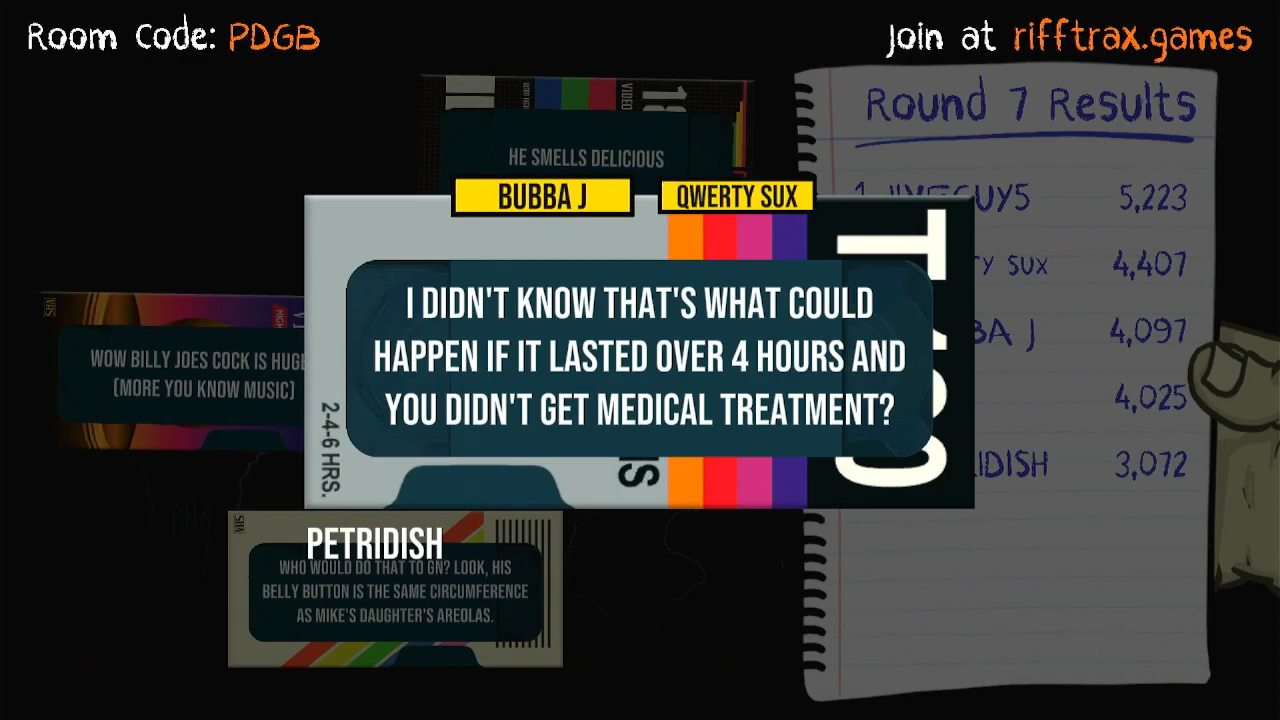 Room Code: PDGB
Join at rifftrax.games
Round 7 Results
HE SMELLS DELICIOUS
BUBBA J
QWERTY SUX
5,223
4,407
4,097
4,025
3,072
I DIDN'T KNOW THAT'S WHAT COULD
HAPPEN IF IT LASTED OVER 4 HOURS AND
YOU DIDN'T GET MEDICAL TREATMENT?
2-4-6 HRS.
VHS
WOW BILLY JOES COCK IS HUGE
(MORE YOU KNOW MUSIC)
PETRIDISH
VHS
WHO WOULD DO THAT TO GN? LOOK, HIS
BELLY BUTTON IS THE SAME CIRCUMFERENCE
AS MIKE'S DAUGHTER'S AREOLAS.